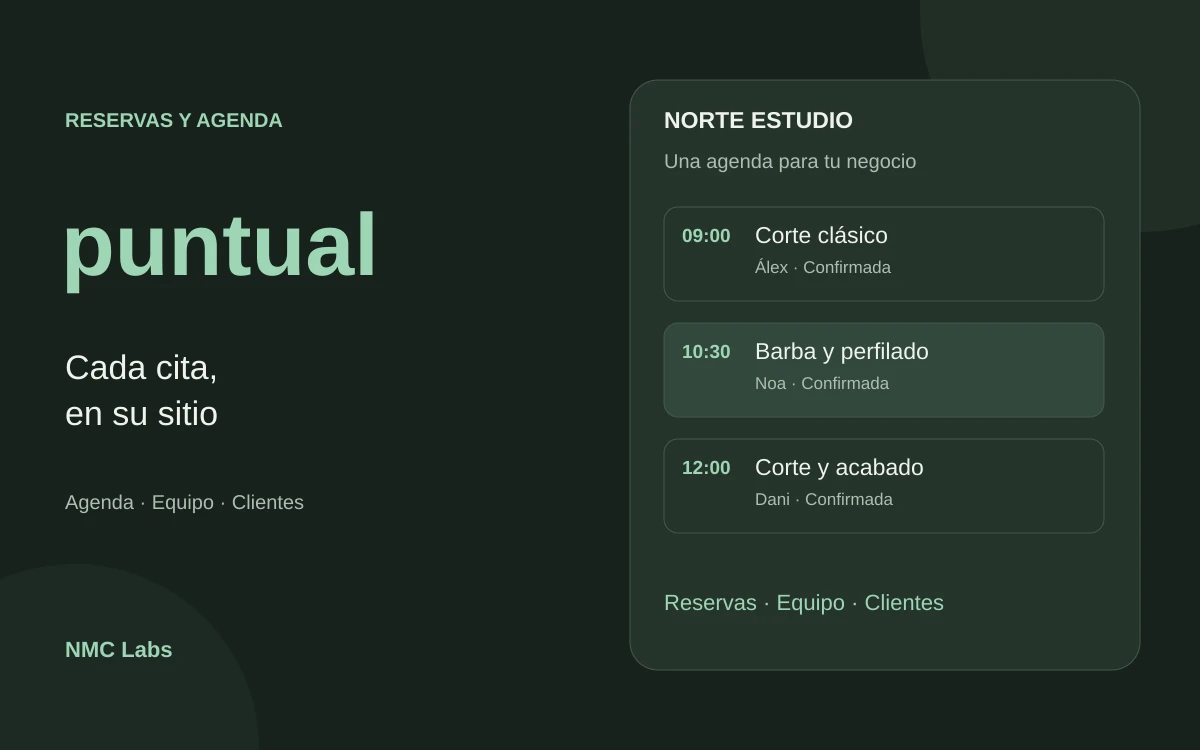 RESERVAS Y AGENDA
puntual
Cada cita,
en su sitio
Agenda · Equipo · Clientes
NMC Labs
NORTE ESTUDIO
Una agenda para tu negocio
09:00 Corte clásico
Álex · Confirmada
10:30 Barba y perfilado
Noa · Confirmada
12:00 Corte y acabado
Dani · Confirmada
Reservas · Equipo · Clientes